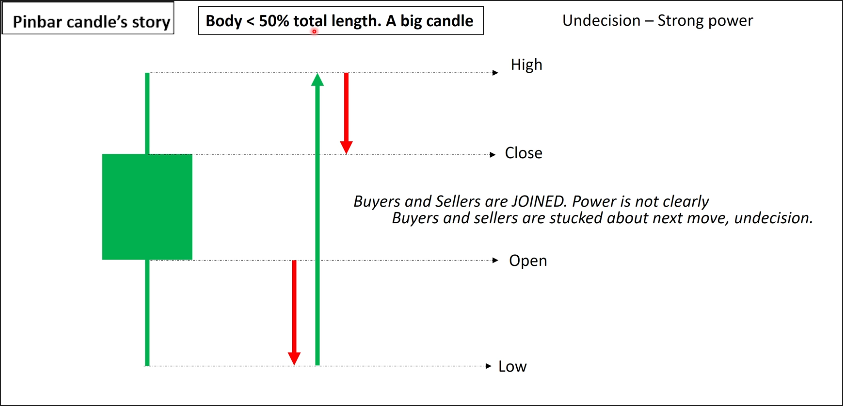 Pinbar candle's story
Body < 50% total length. A big candle
Undecision – Strong power
High
Close
Buyers and Sellers are JOINED. Power is not clearly
Buyers and sellers are stucked about next move, undecision.
Open
Low